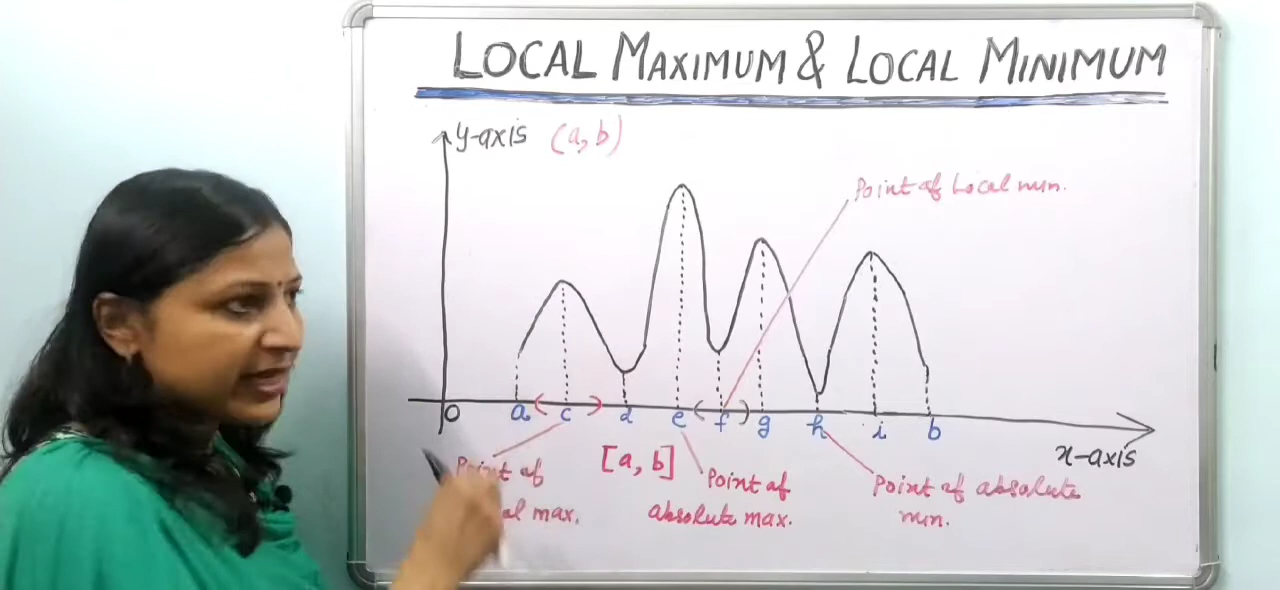 LOCAL MAXIMUM & LOCAL MINIMUM
y-axis (a, b)
Point of Local min.
O a c d e f g h i b
x-axis
[a, b]
Point of
max.
Point of
absolute max.
Point of absolute
min.